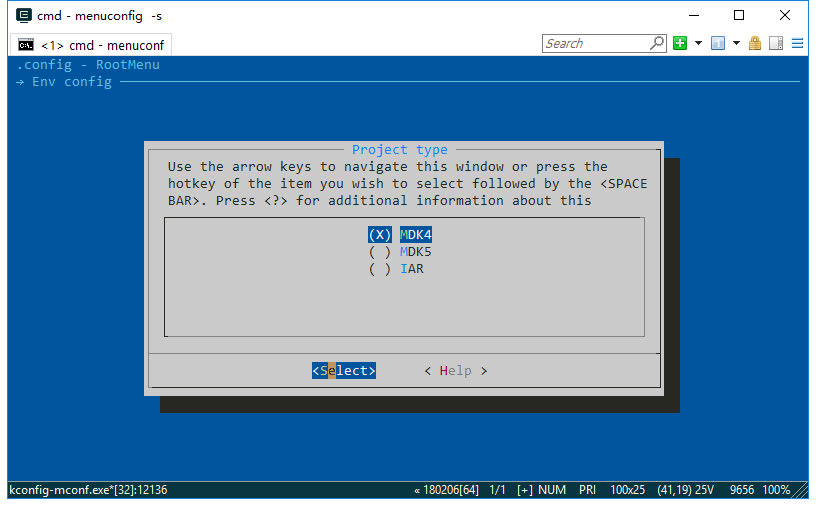 cmd - menuconfig  -s
<1> cmd - menuconf
Search
.config - RootMenu
→ Env config
Project type
Use the arrow keys to navigate this window or press the
hotkey of the item you wish to select followed by the <SPACE
BAR>. Press <?> for additional information about this
(X) MDK4
( ) MDK5
( ) IAR
<Select> < Help >
kconfig-mconf.exe*[32]:12136 « 180206[64] 1/1 [+] NUM PRI 100x25 (41,19) 25V 9656 100%